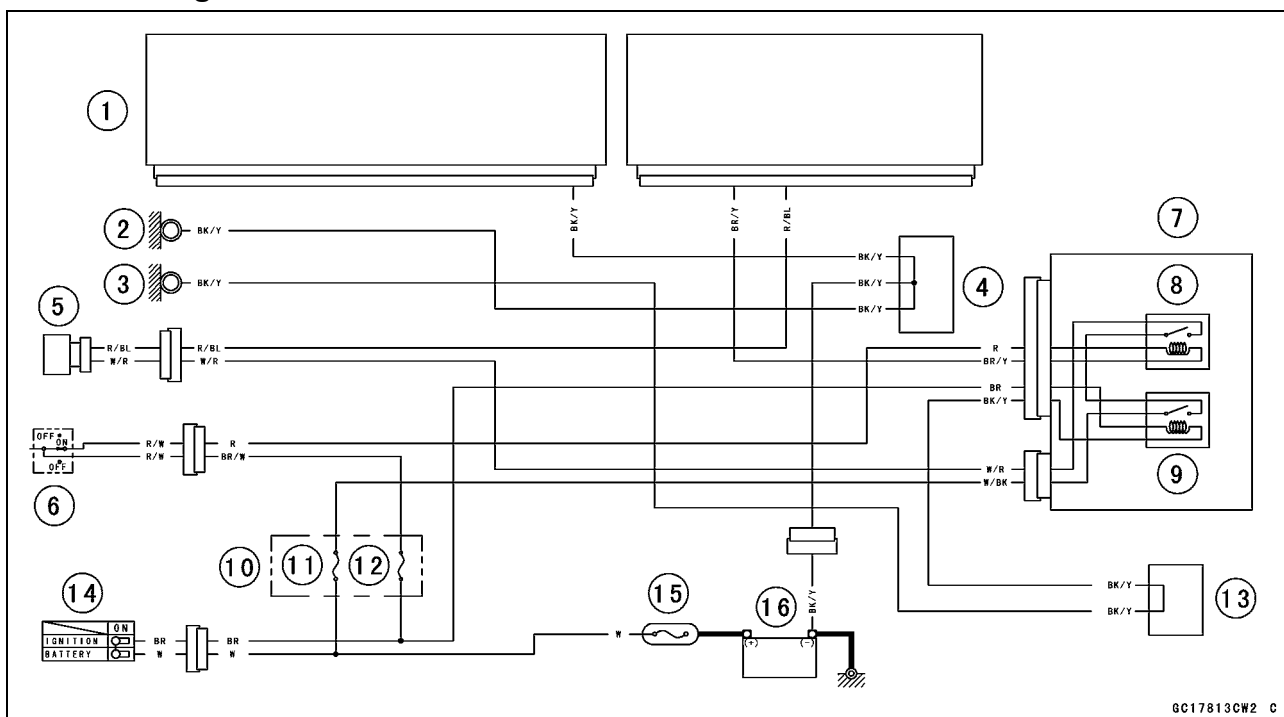 1
BK/Y
BR/Y
R/BL
2
BK/Y
3
BK/Y
BK/Y
BK/Y
BK/Y
4
7
8
5
R/BL
W/R
R/BL
W/R
R
BR/Y
BR
BK/Y
9
OFF
ON
OFF
6
R/W
R/W
R
BR/W
W/R
W/BK
10
11
12
BK/Y
BK/Y
BK/Y
13
14
ON
IGNITION
BATTERY
BR
W
BR
W
W
15
16
(+)
(-)
GC17813CW2 C